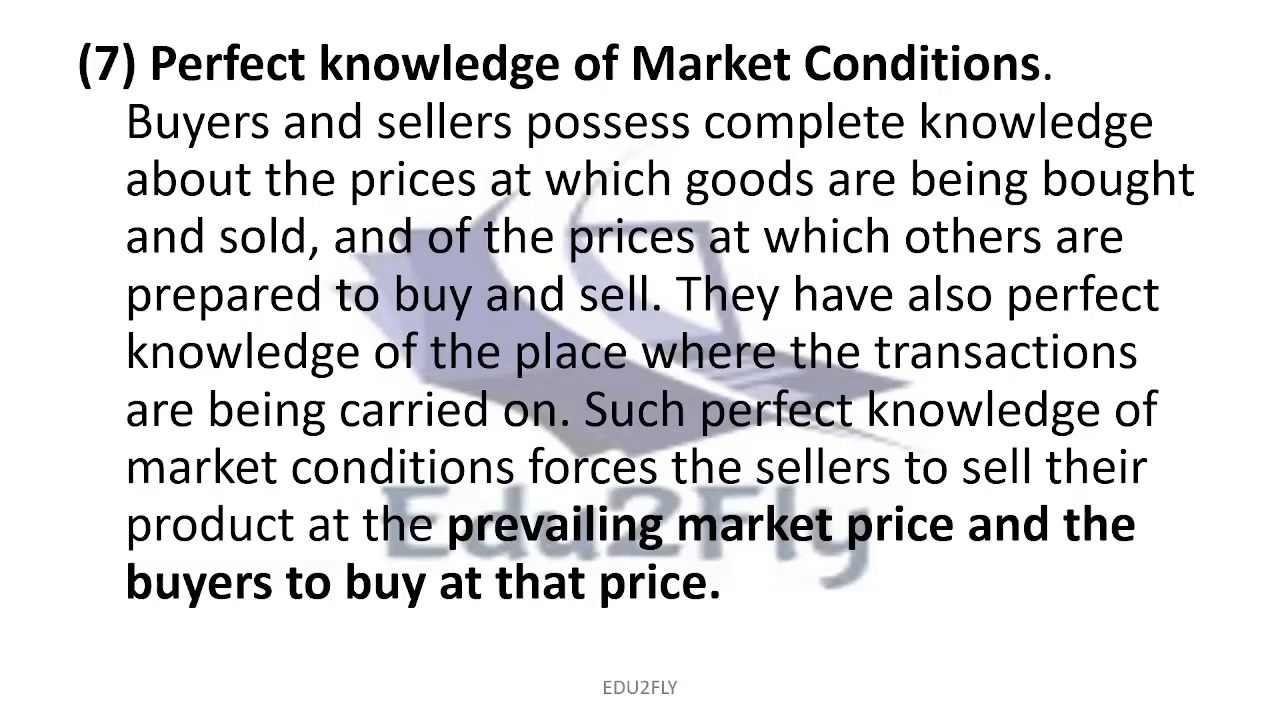 (7) Perfect knowledge of Market Conditions.
Buyers and sellers possess complete knowledge
about the prices at which goods are being bought
and sold, and of the prices at which others are
prepared to buy and sell. They have also perfect
knowledge of the place where the transactions
are being carried on. Such perfect knowledge of
market conditions forces the sellers to sell their
product at the prevailing market price and the
buyers to buy at that price.
Edu2Fly
EDU2FLY